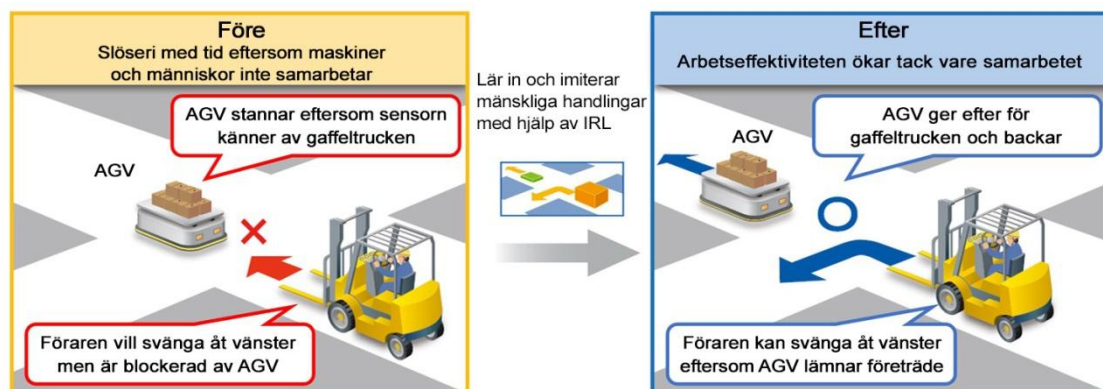 Före
Slöseri med tid eftersom maskiner
och människor inte samarbetar
AGV stannar eftersom sensorn
känner av gaffeltrucken
AGV
Föraren vill svänga åt vänster
men är blockerad av AGV
Lär in och imiterar
mänskliga handlingar
med hjälp av IRL
Efter
Arbetseffektiviteten ökar tack vare samarbetet
AGV ger efter för
gaffeltrucken och backar
AGV
Föraren kan svänga åt vänster
eftersom AGV lämnar företräde